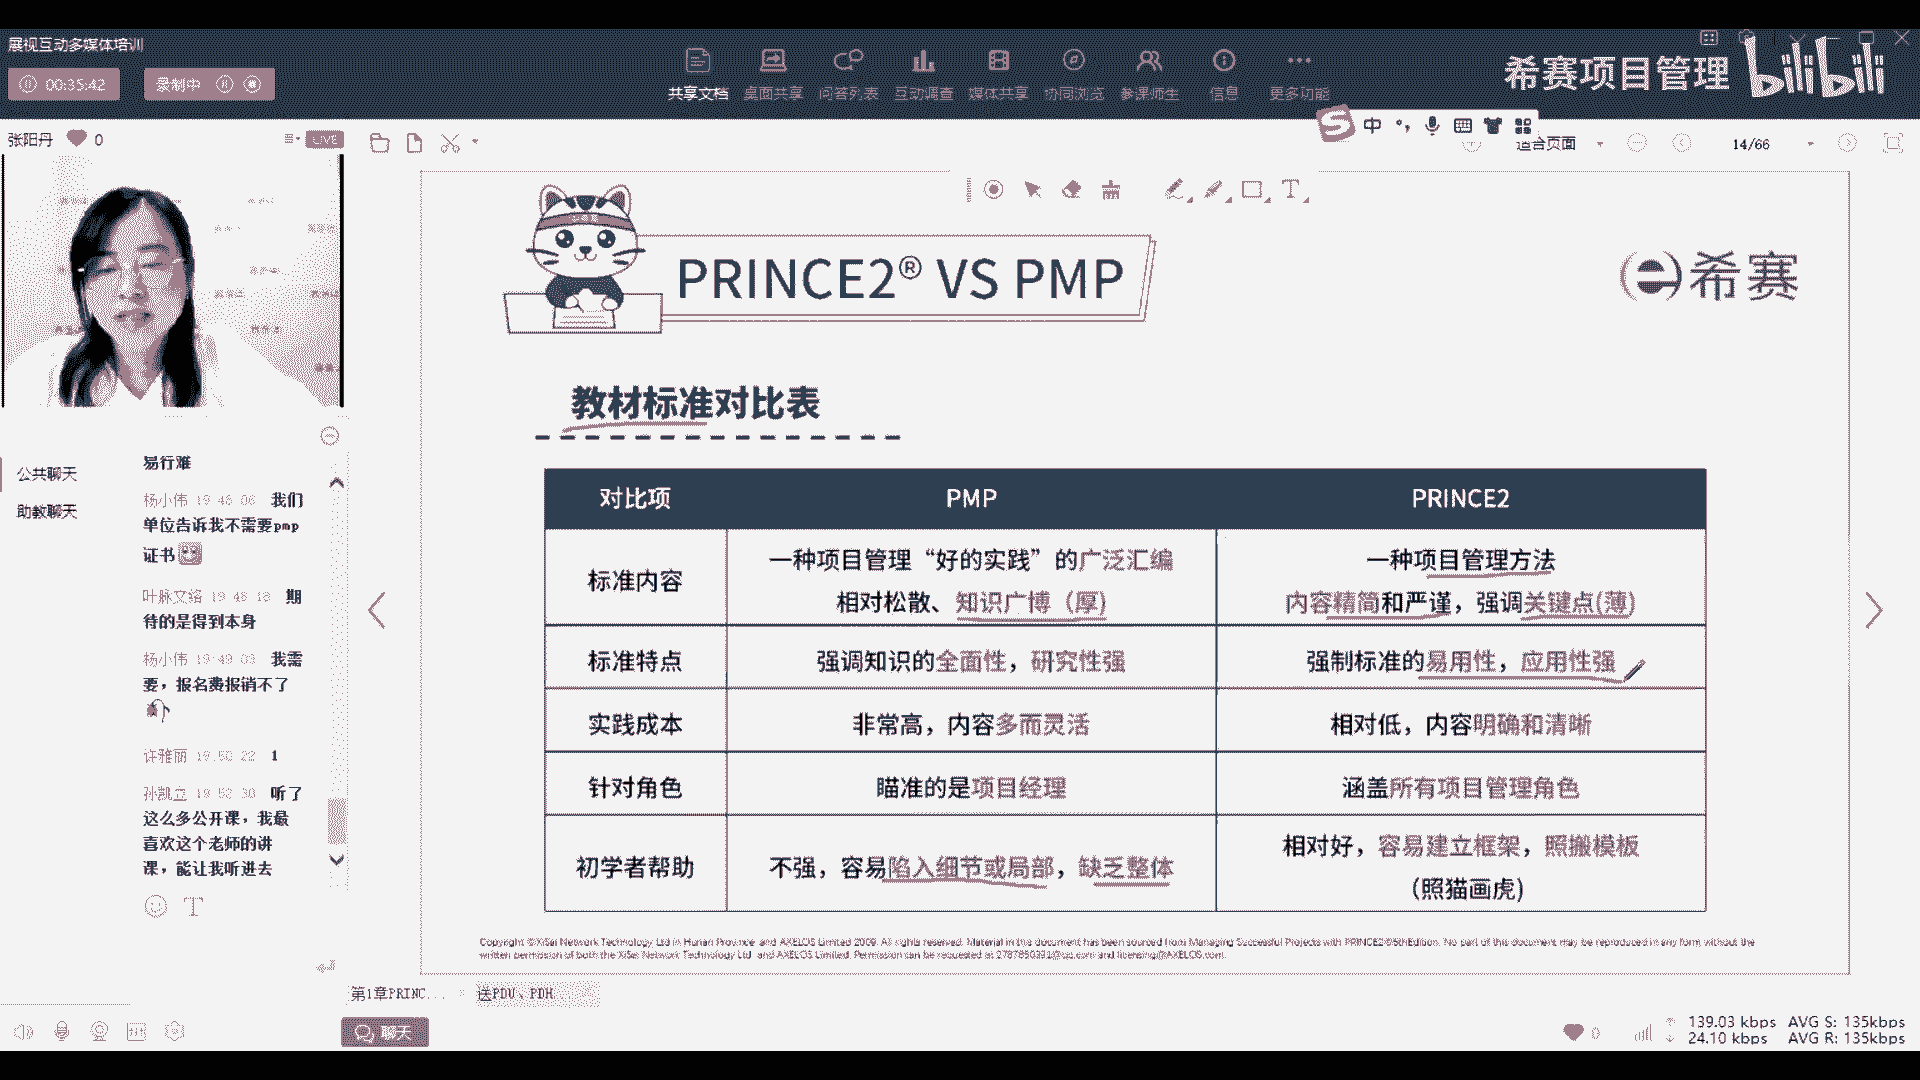 展视互动多媒体培训
00:35:42
录制中
共享文档 桌面共享 问答列表 互动调查 媒体共享 协同浏览 参课师生 信息 更多功能
希赛项目管理 bilibili
中
张阳丹 0
LIVE
适合页面
14/66
PRINCE2® VS PMP
希赛
教材标准对比表
对比项 PMP PRINCE2
标准内容
一种项目管理“好的实践”的广泛汇编
相对松散、知识广博（厚）
一种项目管理方法
内容精简和严谨，强调关键点(薄)
标准特点 强调知识的全面性，研究性强 强制标准的易用性，应用性强
实践成本 非常高，内容多而灵活 相对低，内容明确和清晰
针对角色 瞄准的是项目经理 涵盖所有项目管理角色
初学者帮助 不强，容易陷入细节或局部，缺乏整体
相对好，容易建立框架，照搬模板
(照猫画虎)
公共聊天
助教聊天
易行难
杨小伟 19:48:06 我们
单位告诉我不需要pmp
证书
叶脉文络 19:48:18 期
待的是得到本身
杨小伟 19:49:03 我需
要，报名费报销不了
许雅丽 19:50:22 1
孙凯立 19:50:30 听了
这么多公开课，我最
喜欢这个老师的讲
课，能让我听进去
Copyright ©XiSai Network Technology Ltd in Hunan Province and AXELOS Limited 2009. All rights reserved. Material in this document has been sourced from Managing Successful Projects with PRINCE2®5thEdition. No part of this document may be reproduced in any form without the
written permission of both the XiSai Network Technology Ltd and AXELOS Limited. Permission can be requested at and licensing@AXELOS.com.
第1章PRINC... 送PDU、PDH...
聊天
0
139.03 kbps AVG S: 135kbps
24.10 kbps AVG R: 135kbps